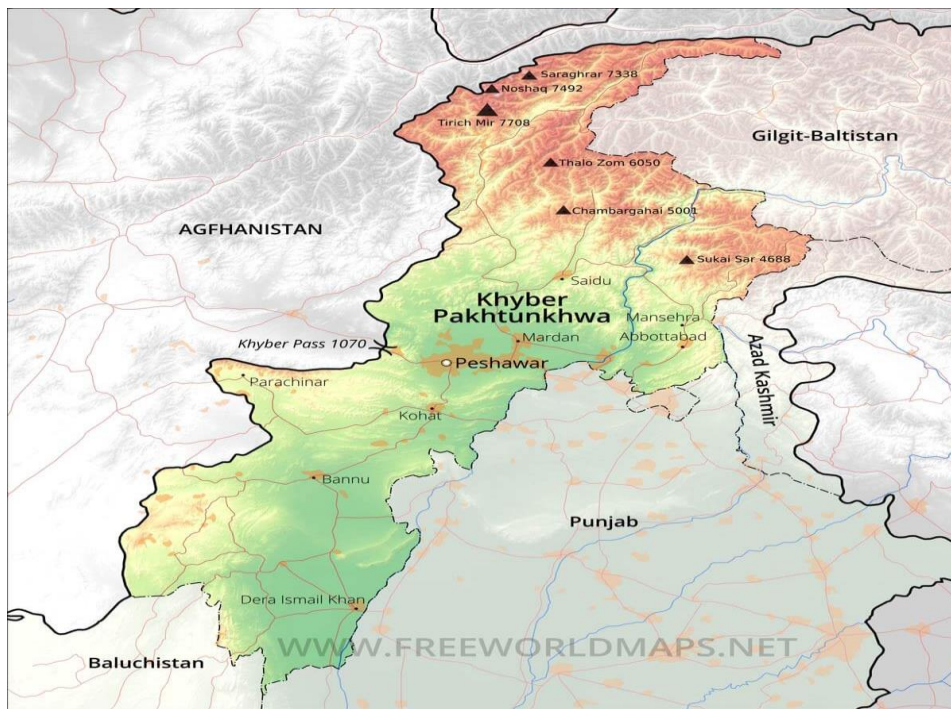 Saraghrar 7338
Noshaq 7492
Tirich Mir 7708
Gilgit-Baltistan
Thalo Zom 6050
Chambargahai 5001
AGFHANISTAN
Sukai Sar 4688
Saidu
Khyber
Pakhtunkhwa
Mansehra
Mardan
Abbottabad
Khyber Pass 1070
Peshawar
Azad Kashmir
Parachinar
Kohat
Bannu
Punjab
Dera Ismail Khan
WWW.FREEWORLDMAPS.NET
Baluchistan